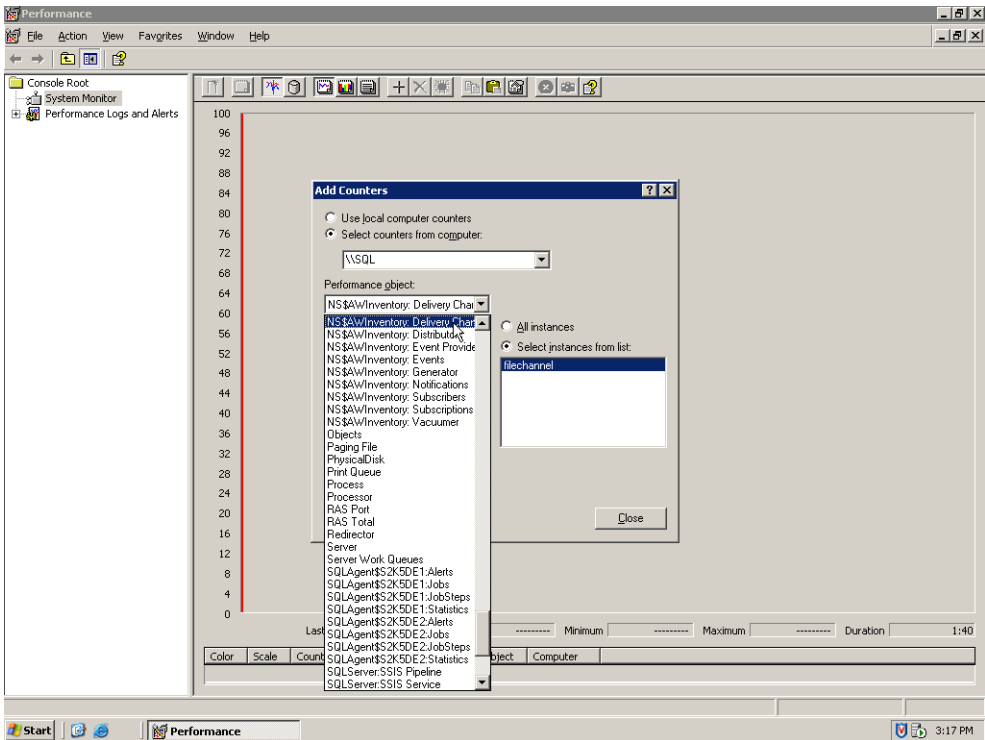 Performance
File Action View Favorites Window Help
Console Root
System Monitor
Performance Logs and Alerts
100
96
92
88
84
80
76
72
68
64
60
56
52
48
44
40
36
32
28
24
20
16
12
8
4
0
Add Counters
Use local computer counters
Select counters from computer:
\\SQL
Performance object:
NS$AWInventory: Delivery Char
NS$AWInventory: Delivery Char
NS$AWInventory: Distributors
NS$AWInventory: Event Provide
NS$AWInventory: Events
NS$AWInventory: Generator
NS$AWInventory: Notifications
NS$AWInventory: Subscribers
NS$AWInventory: Subscriptions
NS$AWInventory: Vacuumer
Objects
Paging File
PhysicalDisk
Print Queue
Process
Processor
RAS Port
RAS Total
Redirector
Server
Server Work Queues
SQLAgent$S2K5DE1:Alerts
SQLAgent$S2K5DE1:Jobs
SQLAgent$S2K5DE1:JobSteps
SQLAgent$S2K5DE1:Statistics
SQLAgent$S2K5DE2:Alerts
SQLAgent$S2K5DE2:Jobs
SQLAgent$S2K5DE2:JobSteps
SQLAgent$S2K5DE2:Statistics
SQLServer:SSIS Pipeline
SQLServer:SSIS Service
All instances
Select instances from list:
filechannel
Close
Last --------- Minimum --------- Maximum --------- Duration 1:40
Color Scale Count bject Computer
Start Performance 3:17 PM